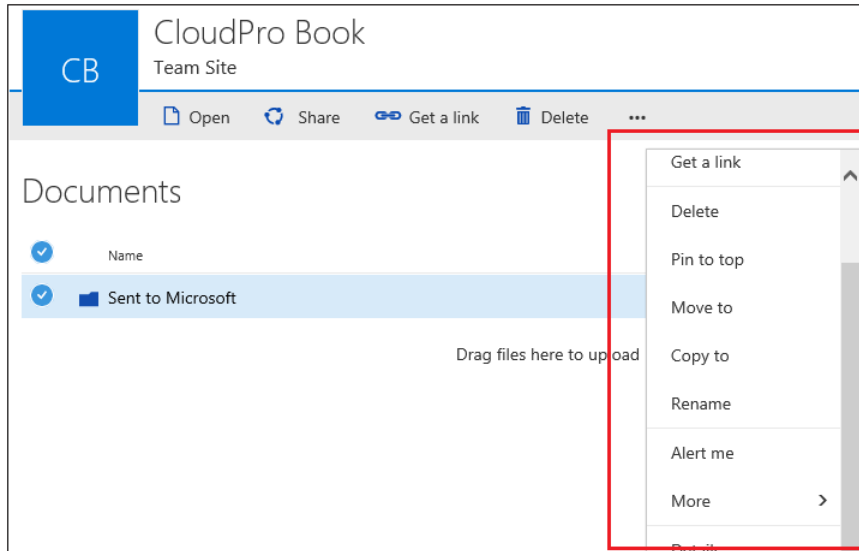 CloudPro Book
CB
Team Site
Open Share Get a link Delete ...
Get a link
Documents
Delete
Name
Pin to top
Sent to Microsoft
Move to
Drag files here to upload
Copy to
Rename
Alert me
More